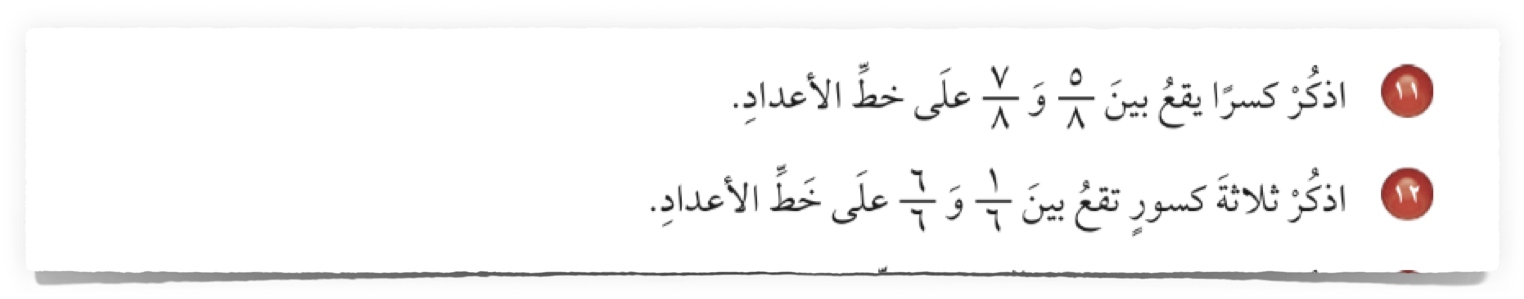 ١١ اذكُرْ كسرًا يقعُ بينَ ٥/٨ وَ ٧/٨ علَى خطِّ الأعدادِ.
١٢ اذكُرْ ثلاثةَ كسورٍ تقعُ بينَ ١/٦ وَ ٦/٦ علَى خَطِّ الأعدادِ.